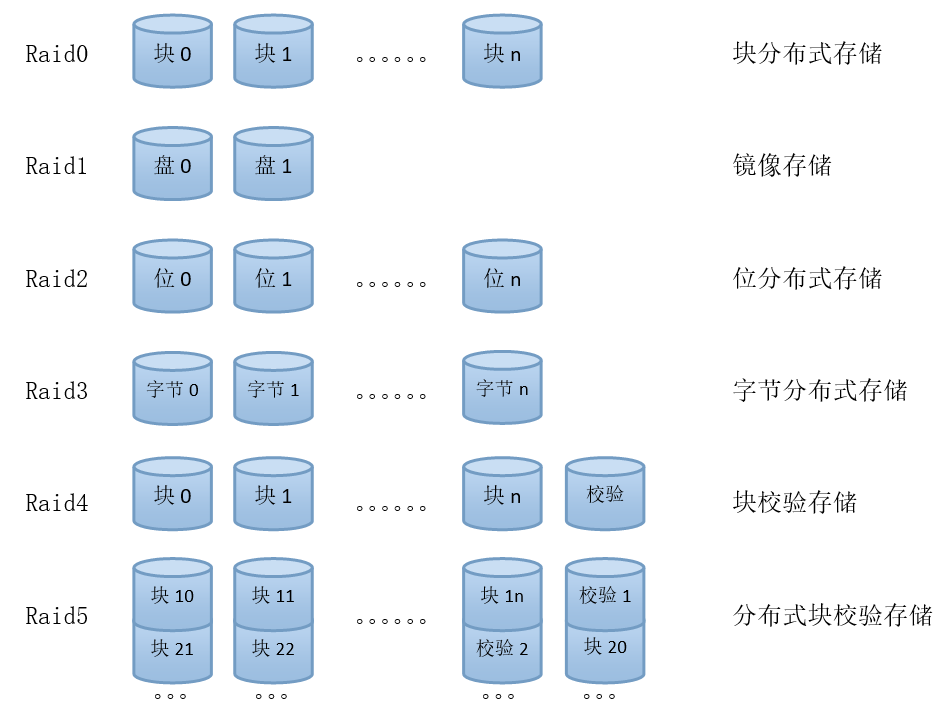 Raid0 块 0 块 1 。。。。。。 块 n 块分布式存储
Raid1 盘 0 盘 1 镜像存储
Raid2 位 0 位 1 。。。。。。 位 n 位分布式存储
Raid3 字节 0 字节 1 。。。。。。 字节 n 字节分布式存储
Raid4 块 0 块 1 。。。。。。 块 n 校验 块校验存储
Raid5 块 10 块 11 。。。。。。 块 1n 校验 1 分布式块校验存储
块 21 块 22 校验 2 块 20
。。。 。。。 。。。 。。。